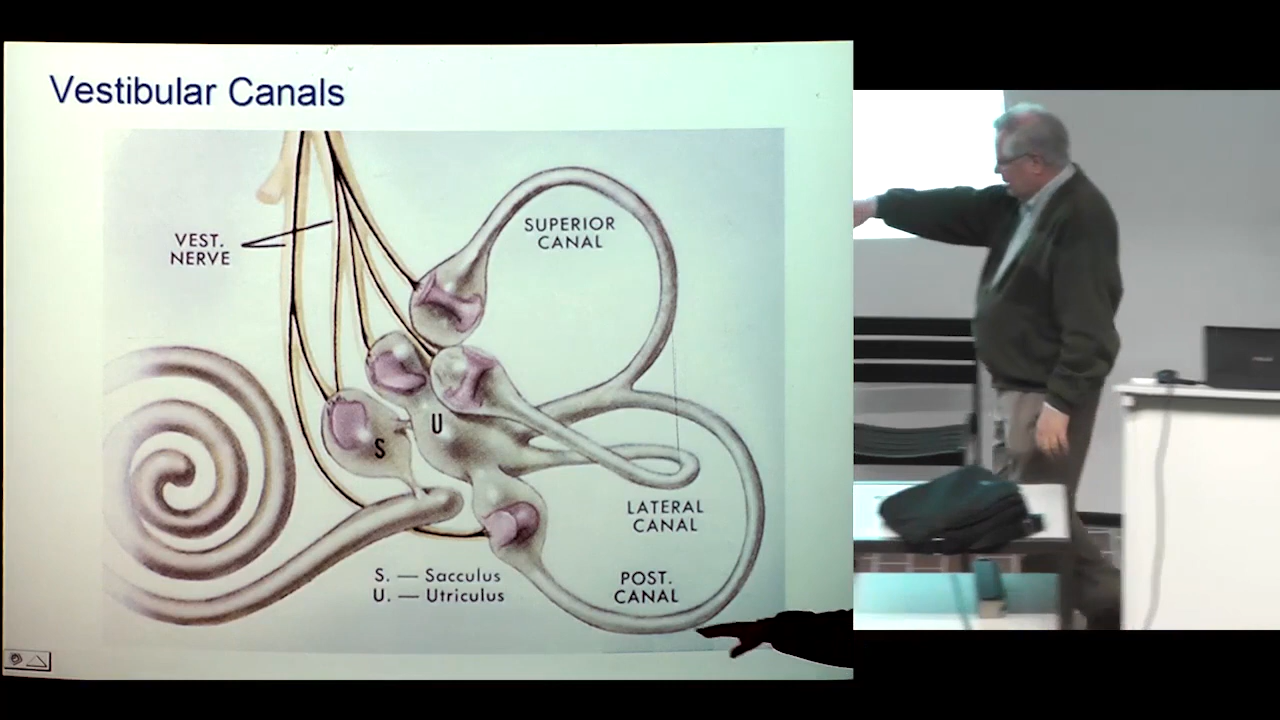 Vestibular Canals
SUPERIOR
CANAL
VEST.
NERVE
S
U
LATERAL
CANAL
S. — Sacculus
U. — Utriculus
POST.
CANAL